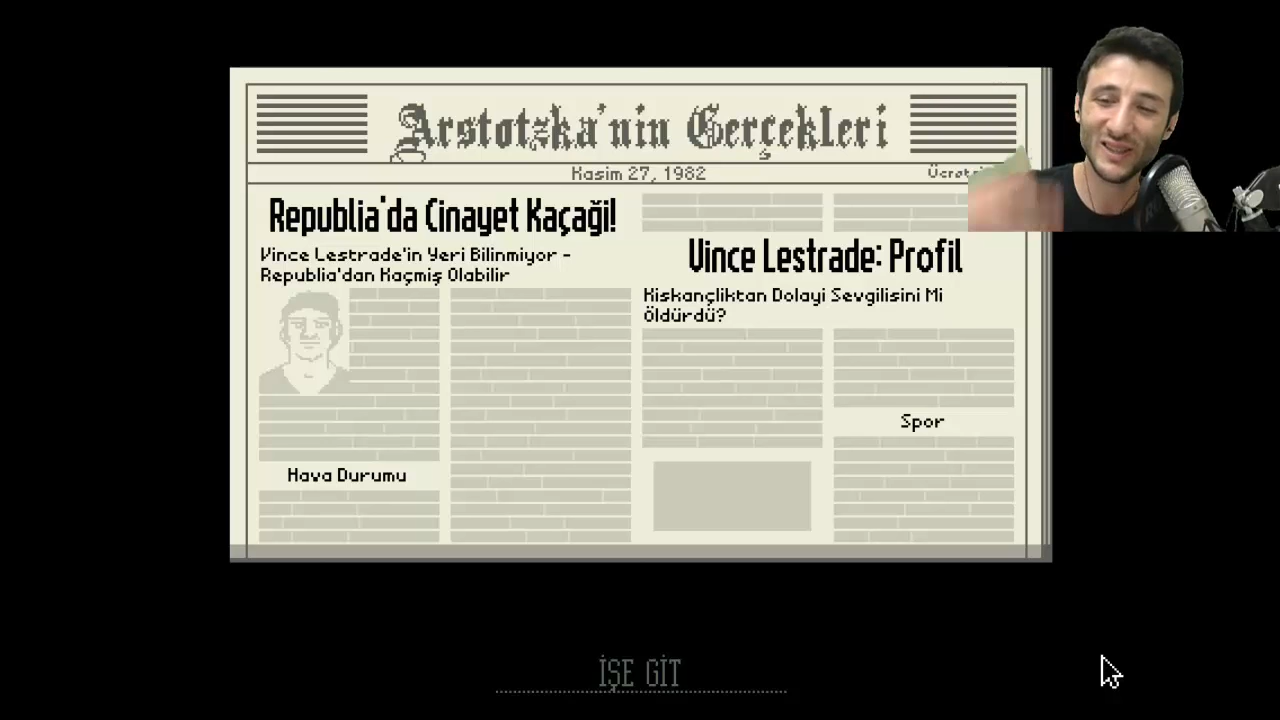 Arstotzka'nin Gerçekleri
Kasim 27, 1982
Republia'da Cinayet Kaçaği!
Vince Lestrade'in Yeri Bilinmiyor -
Republia'dan Kaçmiş Olabilir
Hava Durumu
Vince Lestrade: Profil
Kiskançliktan Dolayi Sevgilisini Mi
Öldürdü?
Spor
İŞE GİT